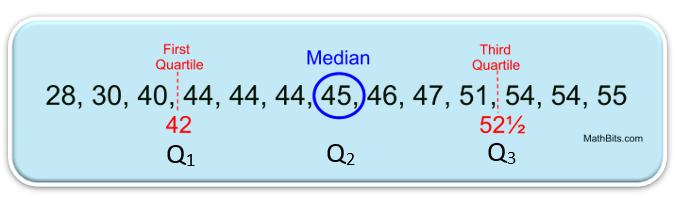 First
Quartile
Median
Third
Quartile
28, 30, 40, 44, 44, 44, 45, 46, 47, 51, 54, 54, 55
42
52½
MathBits.com
Q₁
Q₂
Q₃